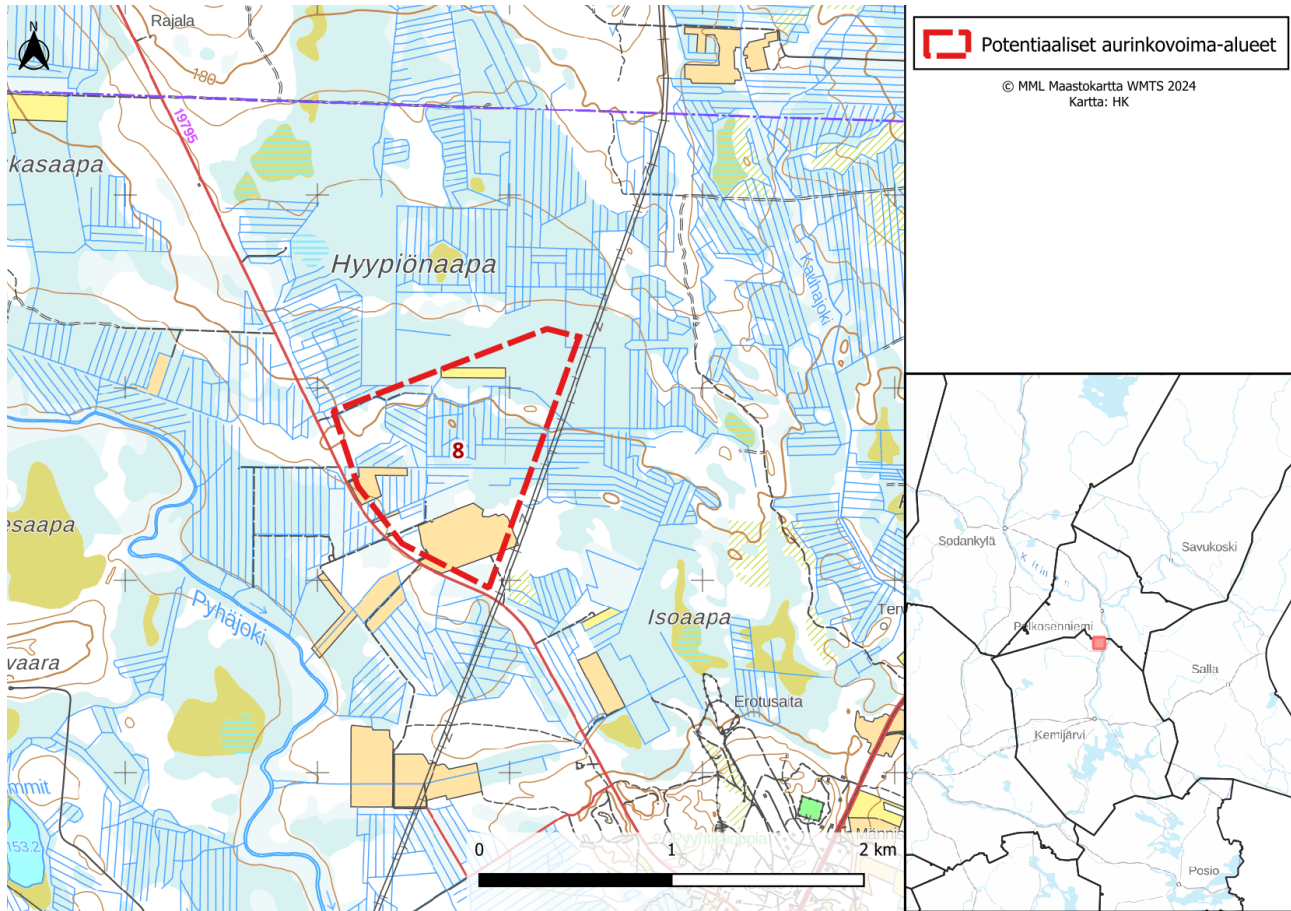 N
Rajala
180
19795
kasaapa
Hyypiönaapa
Kauhajoki
8
esaapa
Pyhäjoki
vaara
Isoaapa
Erotusaita
mmit
153.2
0 1 2 km
Potentiaaliset aurinkovoima-alueet
© MML Maastokartta WMTS 2024
Kartta: HK
Sodankylä
Savukoski
Pelkosenniemi
Salla
Kemijärvi
Posio